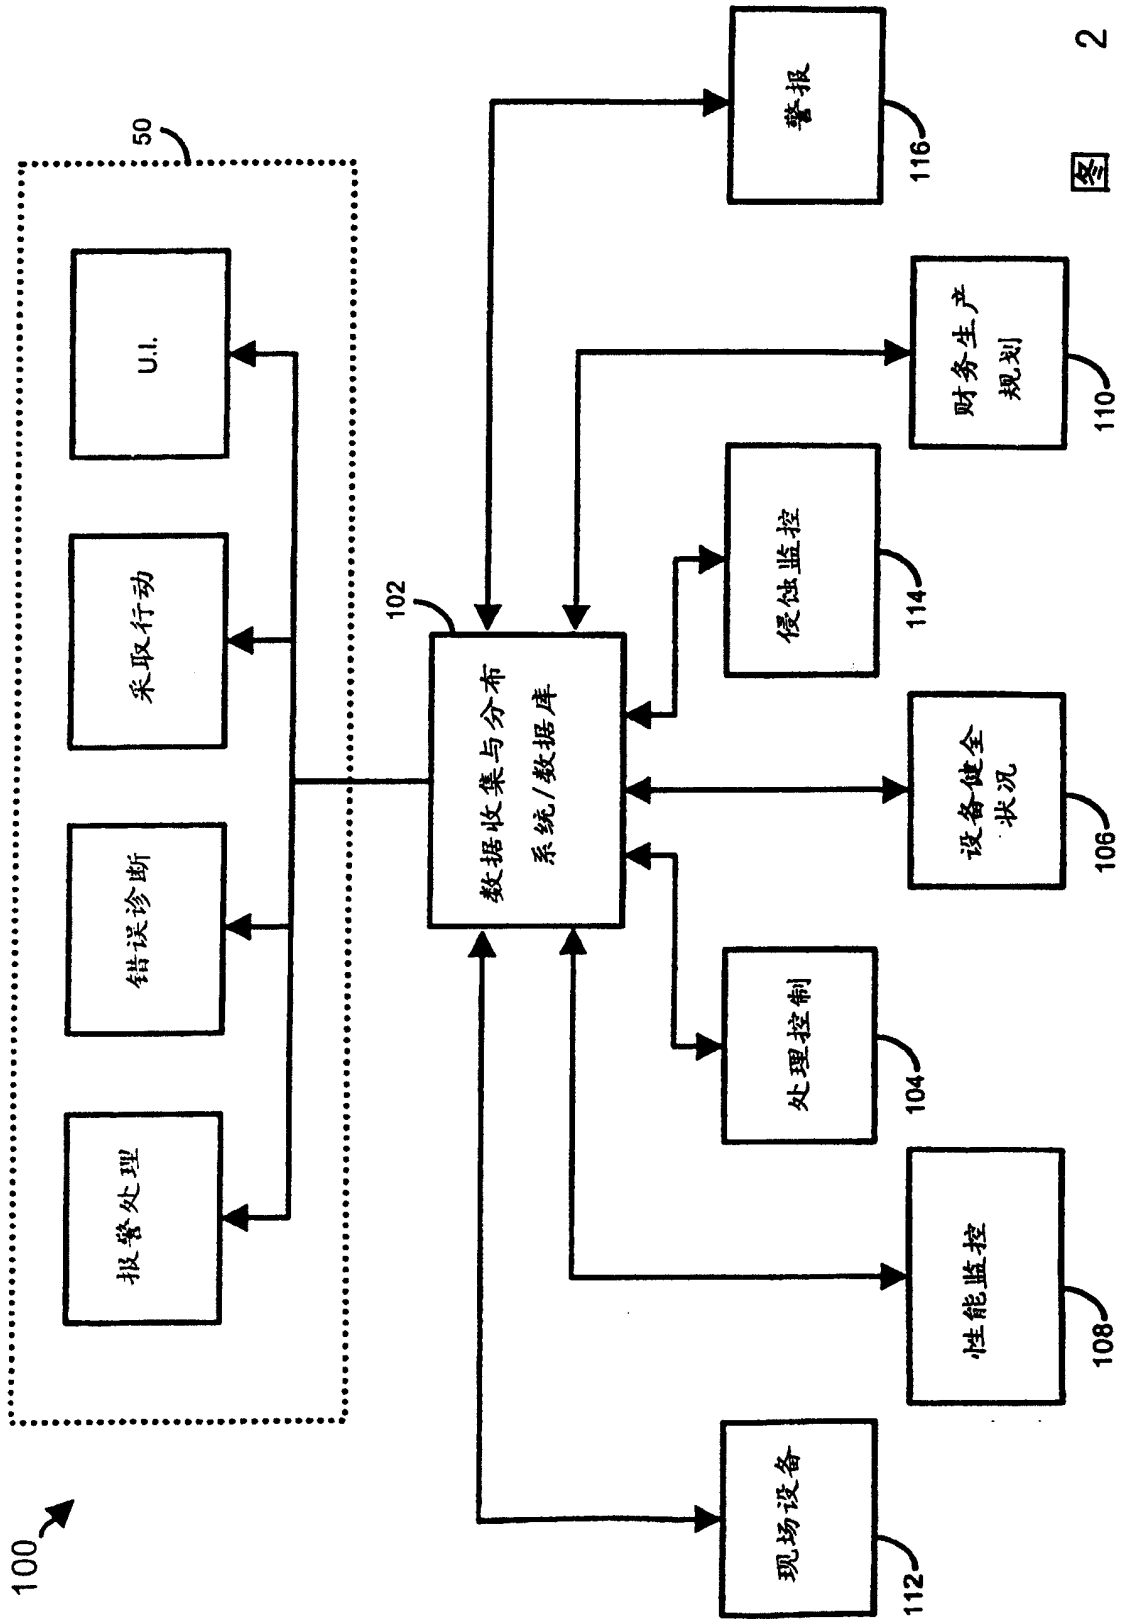 100
50
报警处理
错误诊断
采取行动
U.I.
102
数据收集与分布
系统/数据库
现场设备
112
性能监控
108
处理控制
104
设备健全
状况
106
侵蚀监控
114
财务生产
规划
110
警报
116
图 2